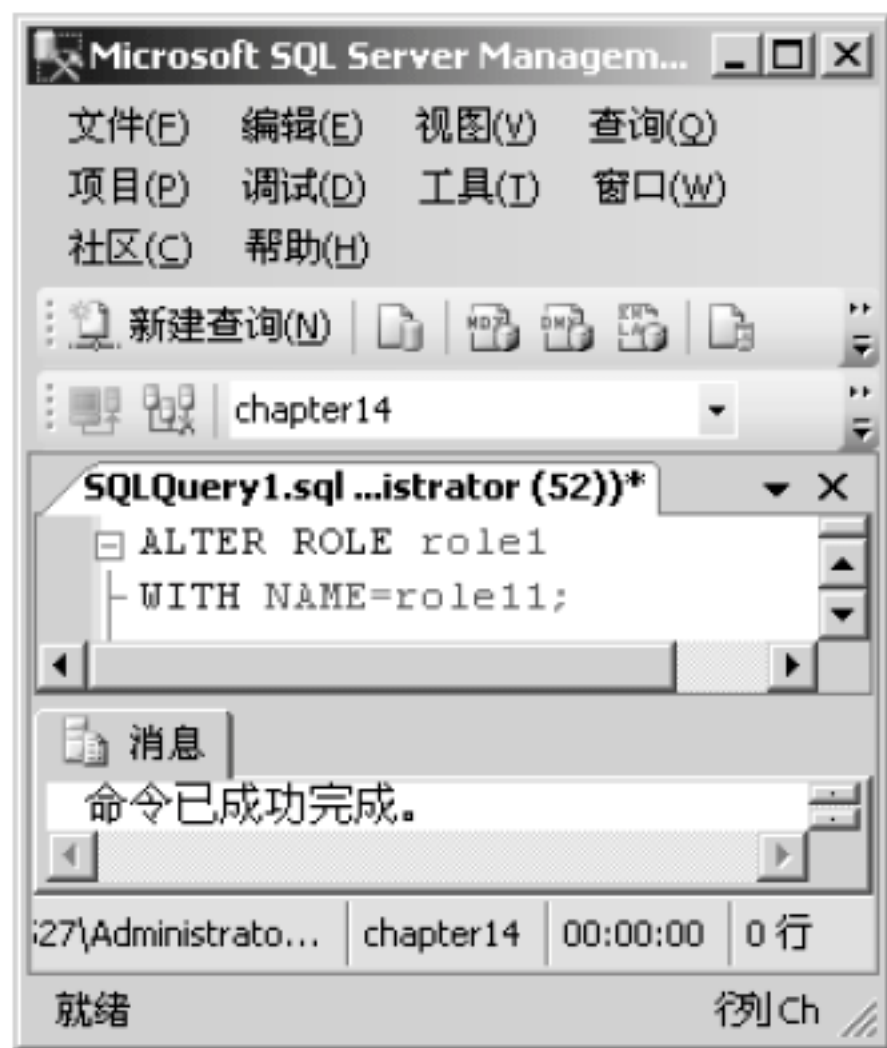 Microsoft SQL Server Managem...
文件(F) 编辑(E) 视图(V) 查询(Q)
项目(P) 调试(D) 工具(T) 窗口(W)
社区(C) 帮助(H)
新建查询(N)
chapter14
SQLQuery1.sql ...istrator (52))*
ALTER ROLE role1
WITH NAME=role11;
消息
命令已成功完成。
27\Administrato... chapter14 00:00:00 0 行
就绪 列 Ch